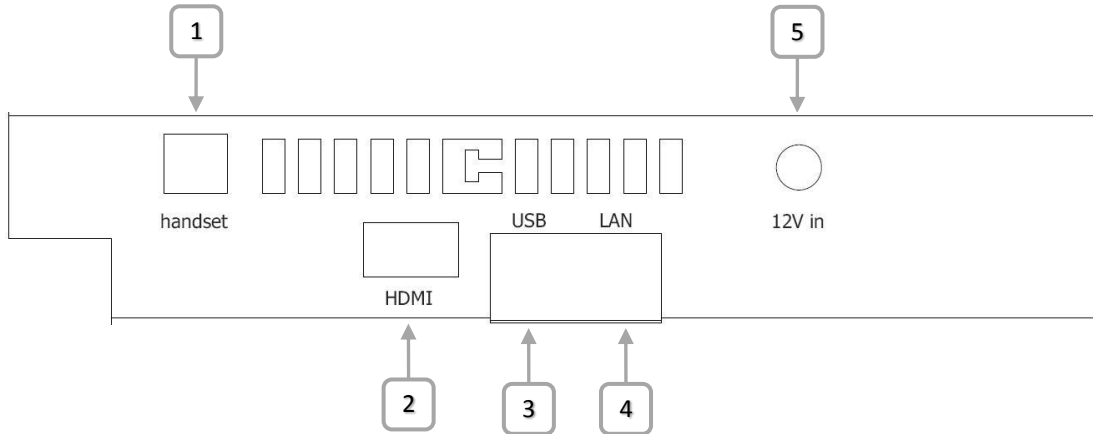 1
5
handset
USB
LAN
12V in
HDMI
2
3
4